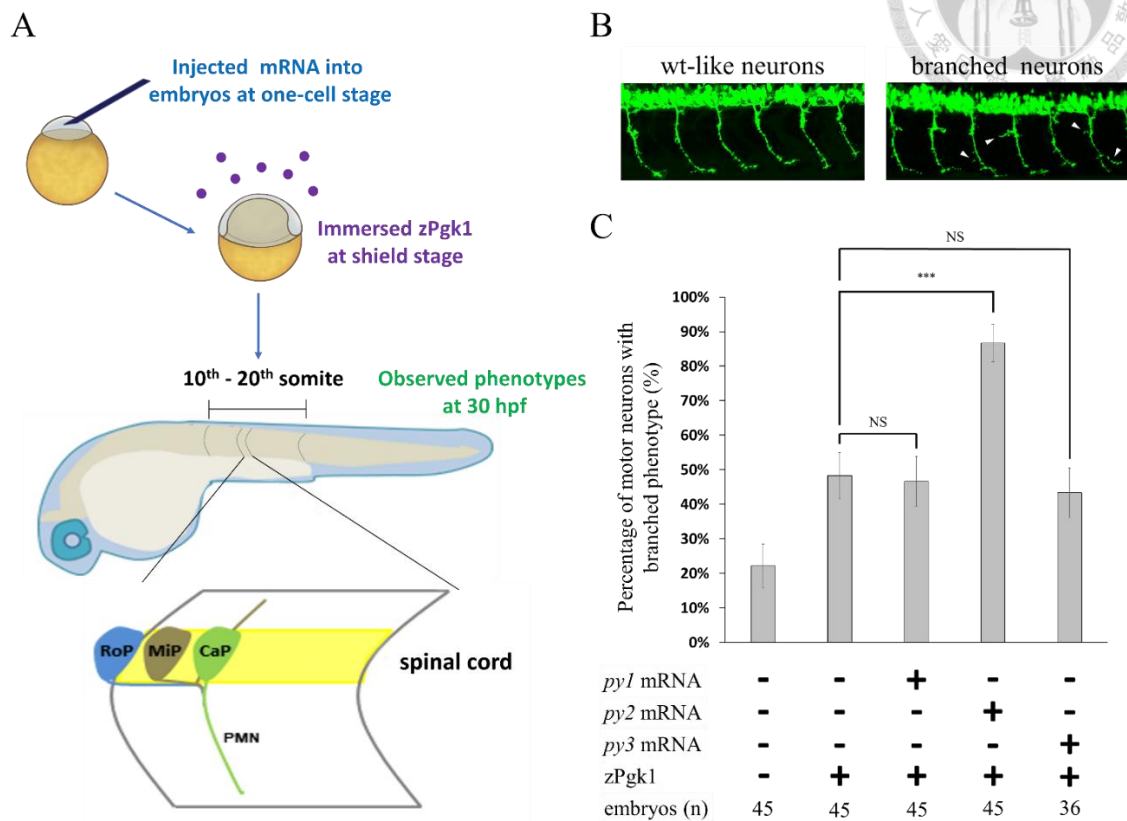 A
Injected mRNA into
embryos at one-cell stage
Immersed zPgk1
at shield stage
10th - 20th somite
Observed phenotypes
at 30 hpf
RoP
MiP
CaP
spinal cord
PMN
B
wt-like neurons
branched neurons
C
NS
***
NS
Percentage of motor neurons with
branched phenotype (%)
100%
90%
80%
70%
60%
50%
40%
30%
20%
10%
0%
py1 mRNA - - + - -
py2 mRNA - - - + -
py3 mRNA - - - - +
zPgk1 - + + + +
embryos (n) 45 45 45 45 36